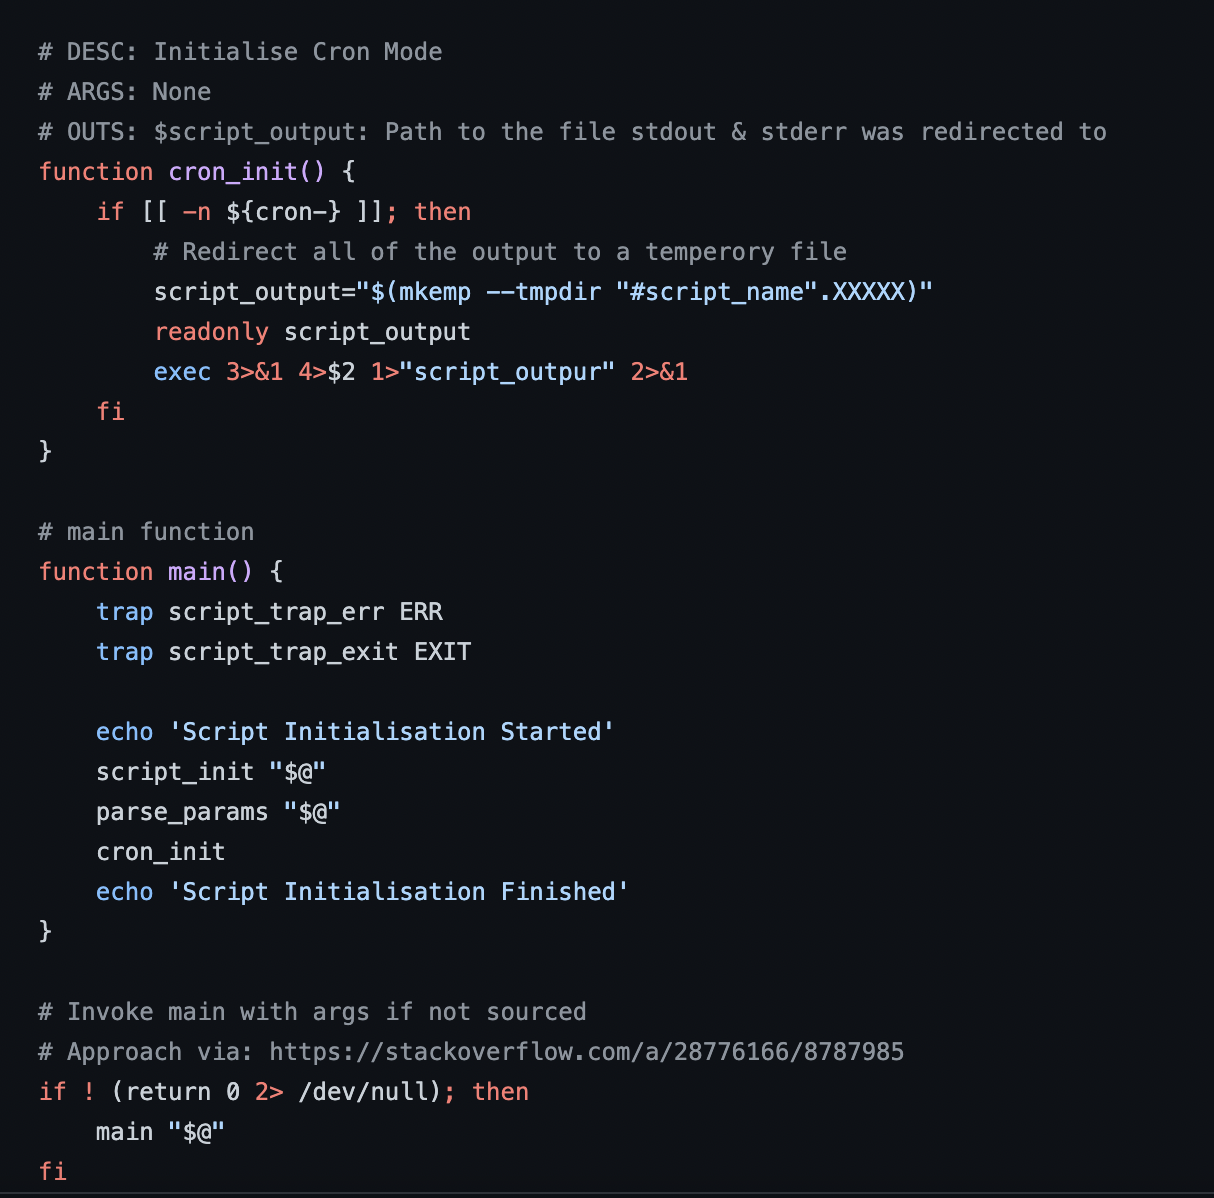 # DESC: Initialise Cron Mode
# ARGS: None
# OUTS: $script_output: Path to the file stdout & stderr was redirected to
function cron_init() {
    if [[ -n ${cron-} ]]; then
        # Redirect all of the output to a temperory file
        script_output="$(mkemp --tmpdir "#script_name".XXXXX)"
        readonly script_output
        exec 3>&1 4>$2 1>"script_outpur" 2>&1
    fi
}

# main function
function main() {
    trap script_trap_err ERR
    trap script_trap_exit EXIT

    echo 'Script Initialisation Started'
    script_init "$@"
    parse_params "$@"
    cron_init
    echo 'Script Initialisation Finished'
}

# Invoke main with args if not sourced
# Approach via: https://stackoverflow.com/a/28776166/8787985
if ! (return 0 2> /dev/null); then
    main "$@"
fi